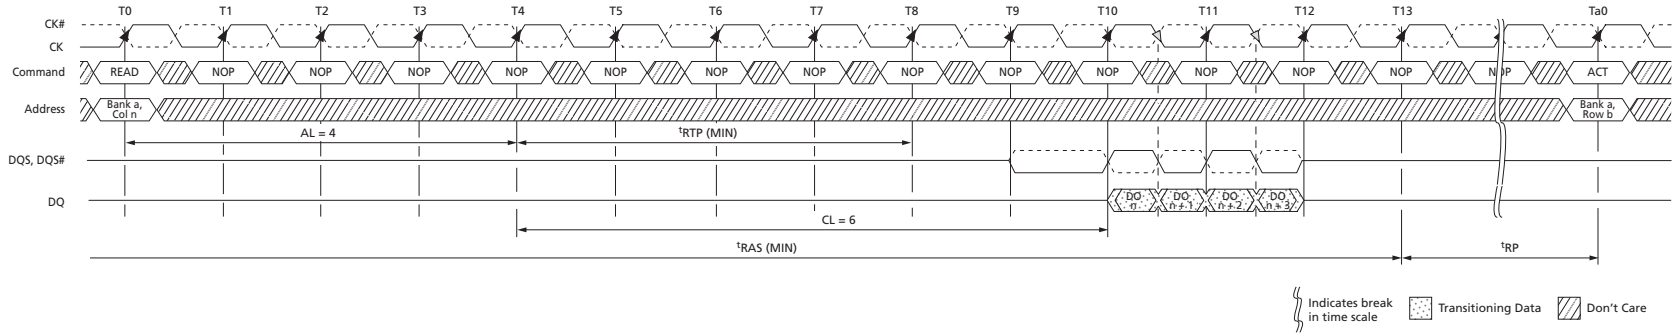 T0 T1 T2 T3 T4 T5 T6 T7 T8 T9 T10 T11 T12 T13 Ta0
CK#
CK
Command READ NOP NOP NOP NOP NOP NOP NOP NOP NOP NOP NOP NOP NOP NOP ACT
Address Bank a, Col n Bank a, Row b
AL = 4 tRTP (MIN)
DQS, DQS#
DQ DO n DO n + 1 DO n + 2 DO n + 3
CL = 6
tRAS (MIN) tRP
Indicates break in time scale Transitioning Data Don't Care